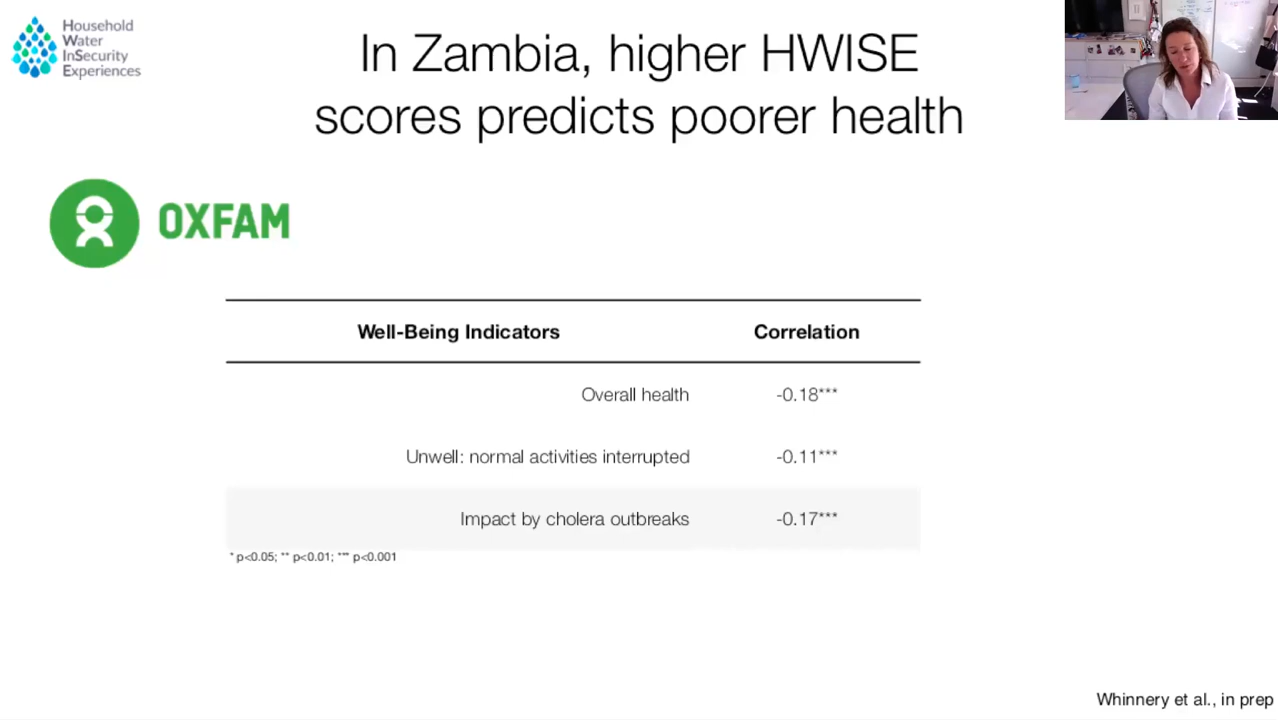 Household
Water
InSecurity
Experiences
In Zambia, higher HWISE
scores predicts poorer health
OXFAM
Well-Being Indicators Correlation
Overall health -0.18***
Unwell: normal activities interrupted -0.11***
Impact by cholera outbreaks -0.17***
* p<0.05; ** p<0.01; *** p<0.001
Whinnery et al., in prep